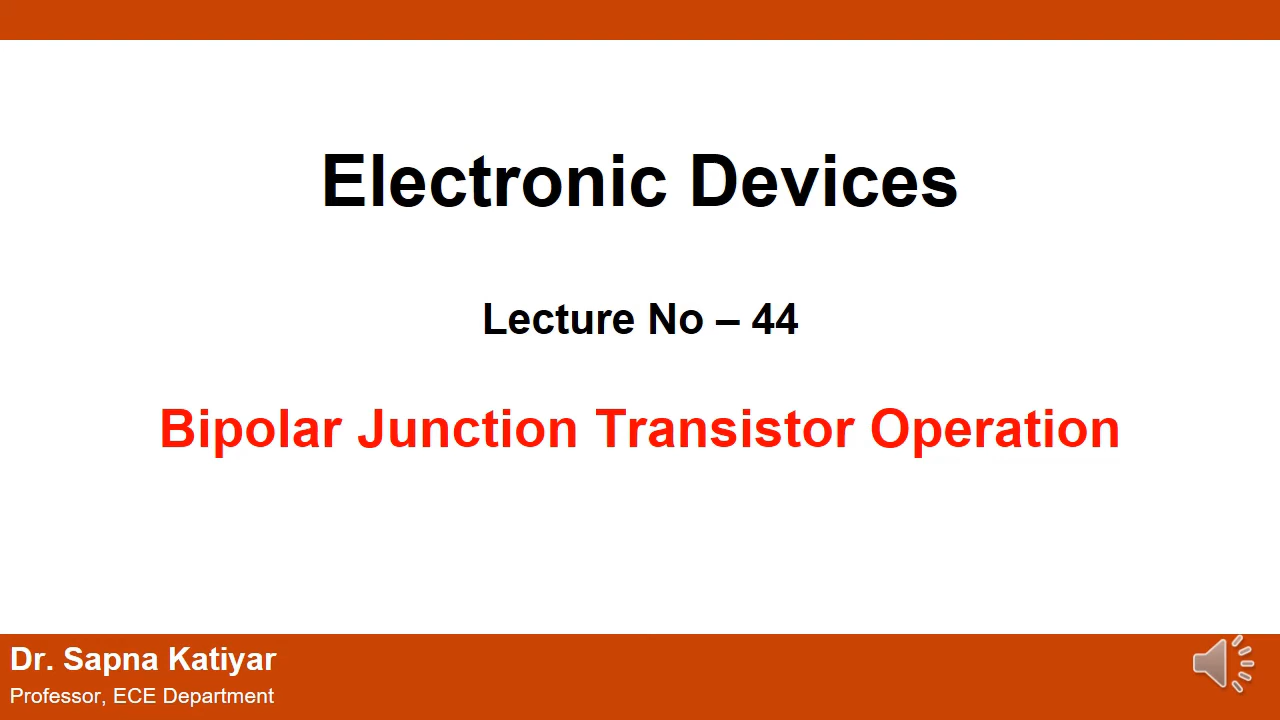 Electronic Devices
Lecture No – 44
Bipolar Junction Transistor Operation
Dr. Sapna Katiyar
Professor, ECE Department